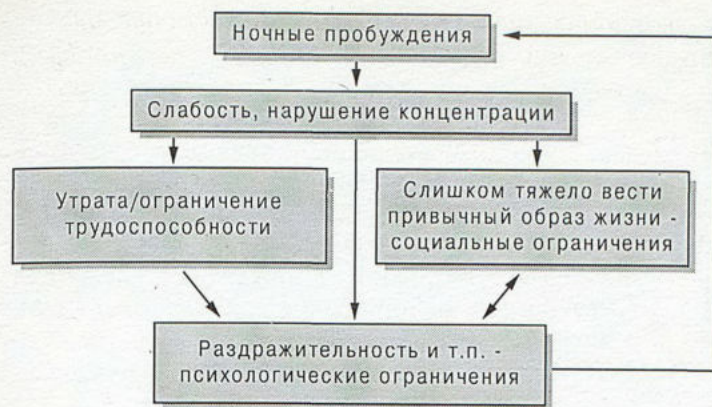 Ночные пробуждения
Слабость, нарушение концентрации
Утрата/ограничение
трудоспособности
Слишком тяжело вести
привычный образ жизни -
социальные ограничения
Раздражительность и т.п. -
психологические ограничения